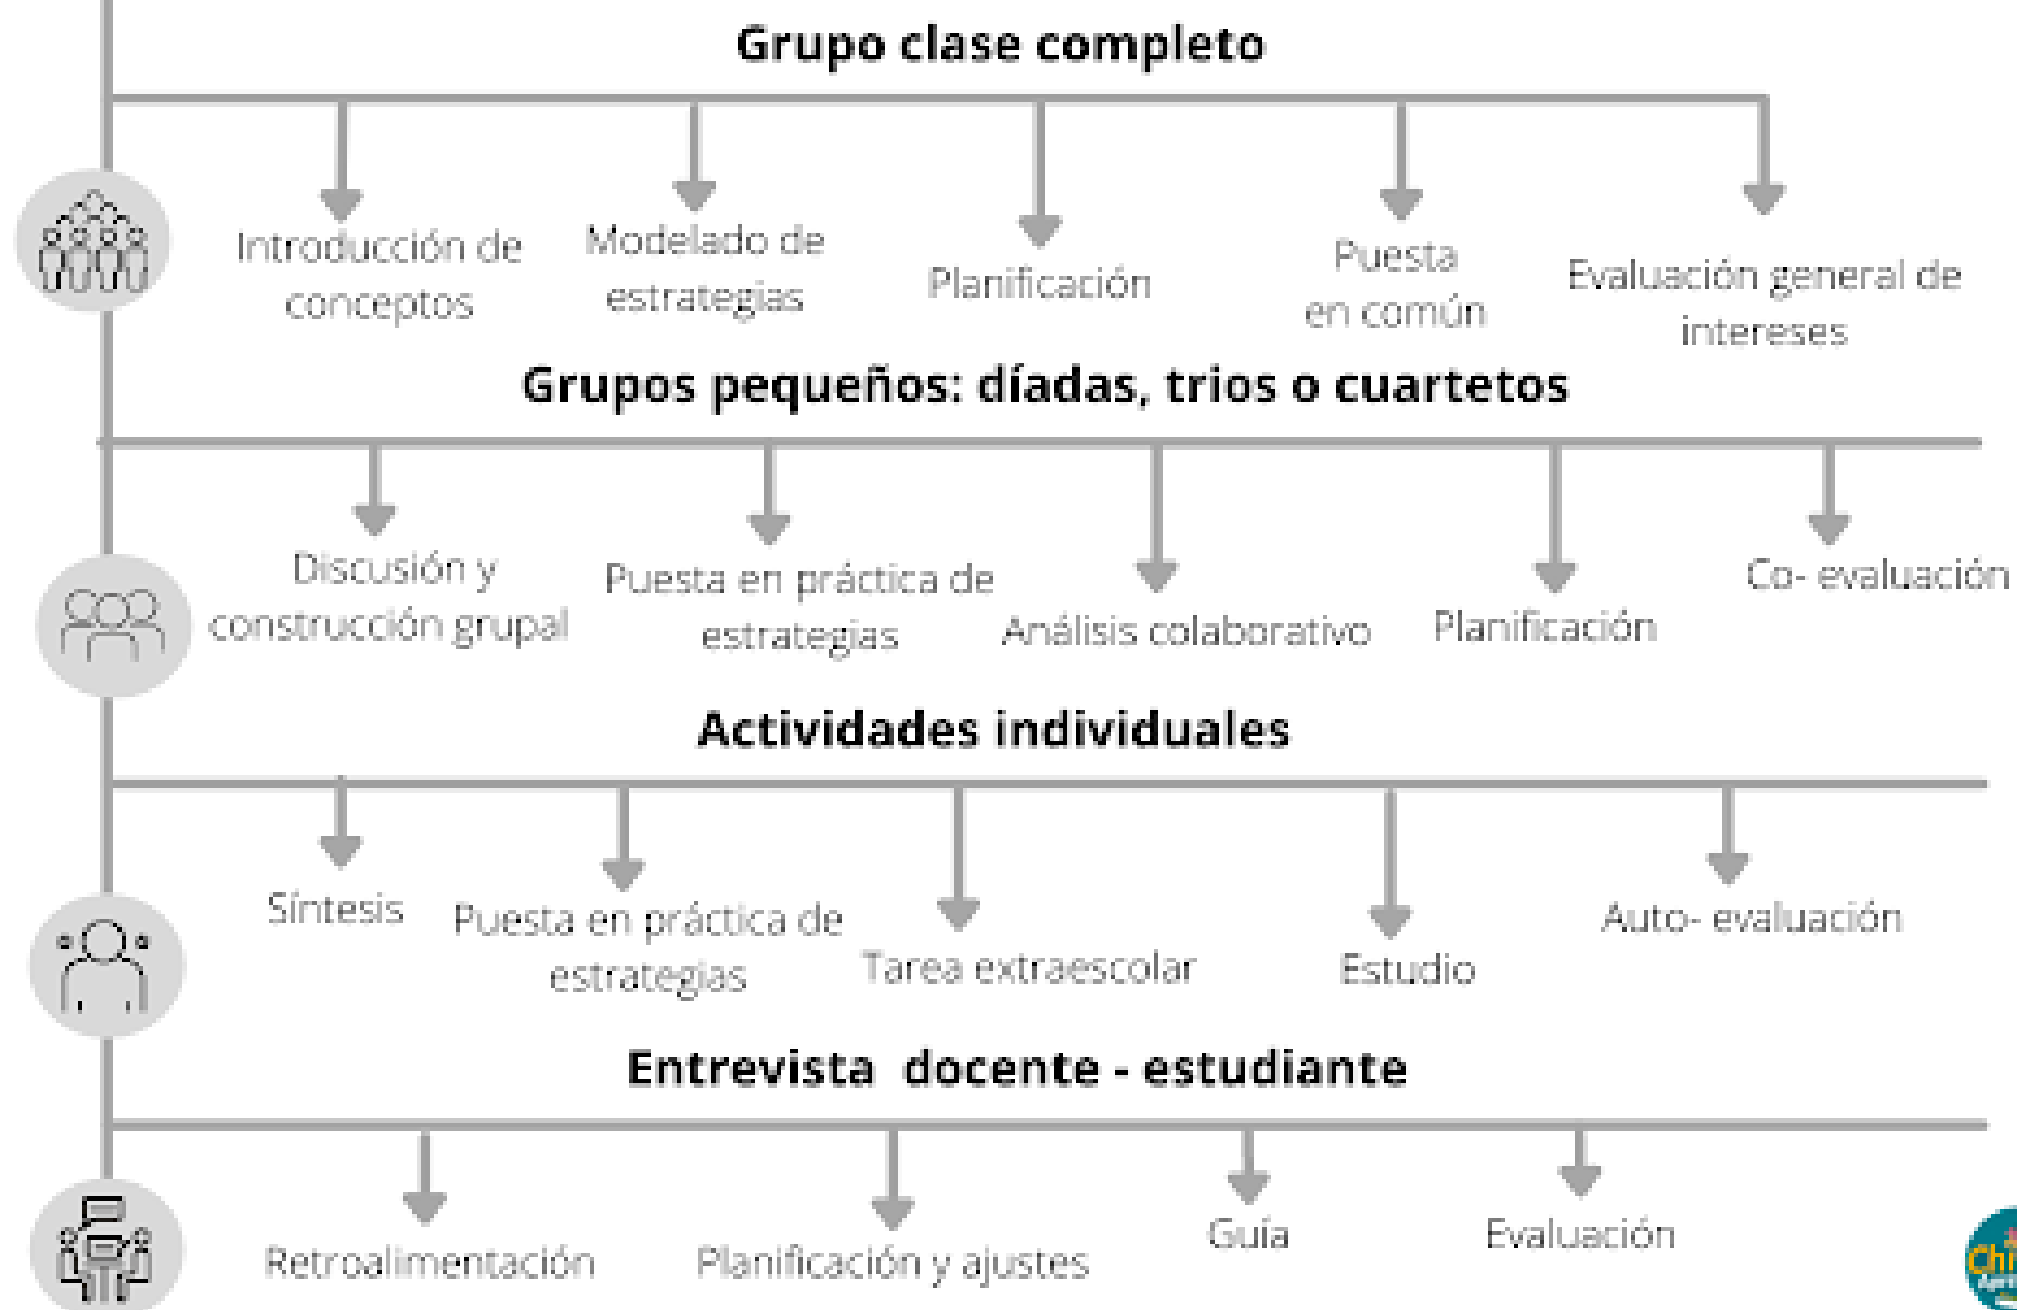 Grupo clase completo
Introducción de
conceptos
Modelado de
estrategias
Planificación
Puesta
en común
Evaluación general de
intereses
Grupos pequeños: díadas, trios o cuartetos
Discusión y
construcción grupal
Puesta en práctica de
estrategias
Análisis colaborativo
Planificación
Co- evaluación
Actividades individuales
Síntesis
Puesta en práctica de
estrategias
Tarea extraescolar
Estudio
Auto- evaluación
Entrevista  docente - estudiante
Retroalimentación
Planificación y ajustes
Guía
Evaluación